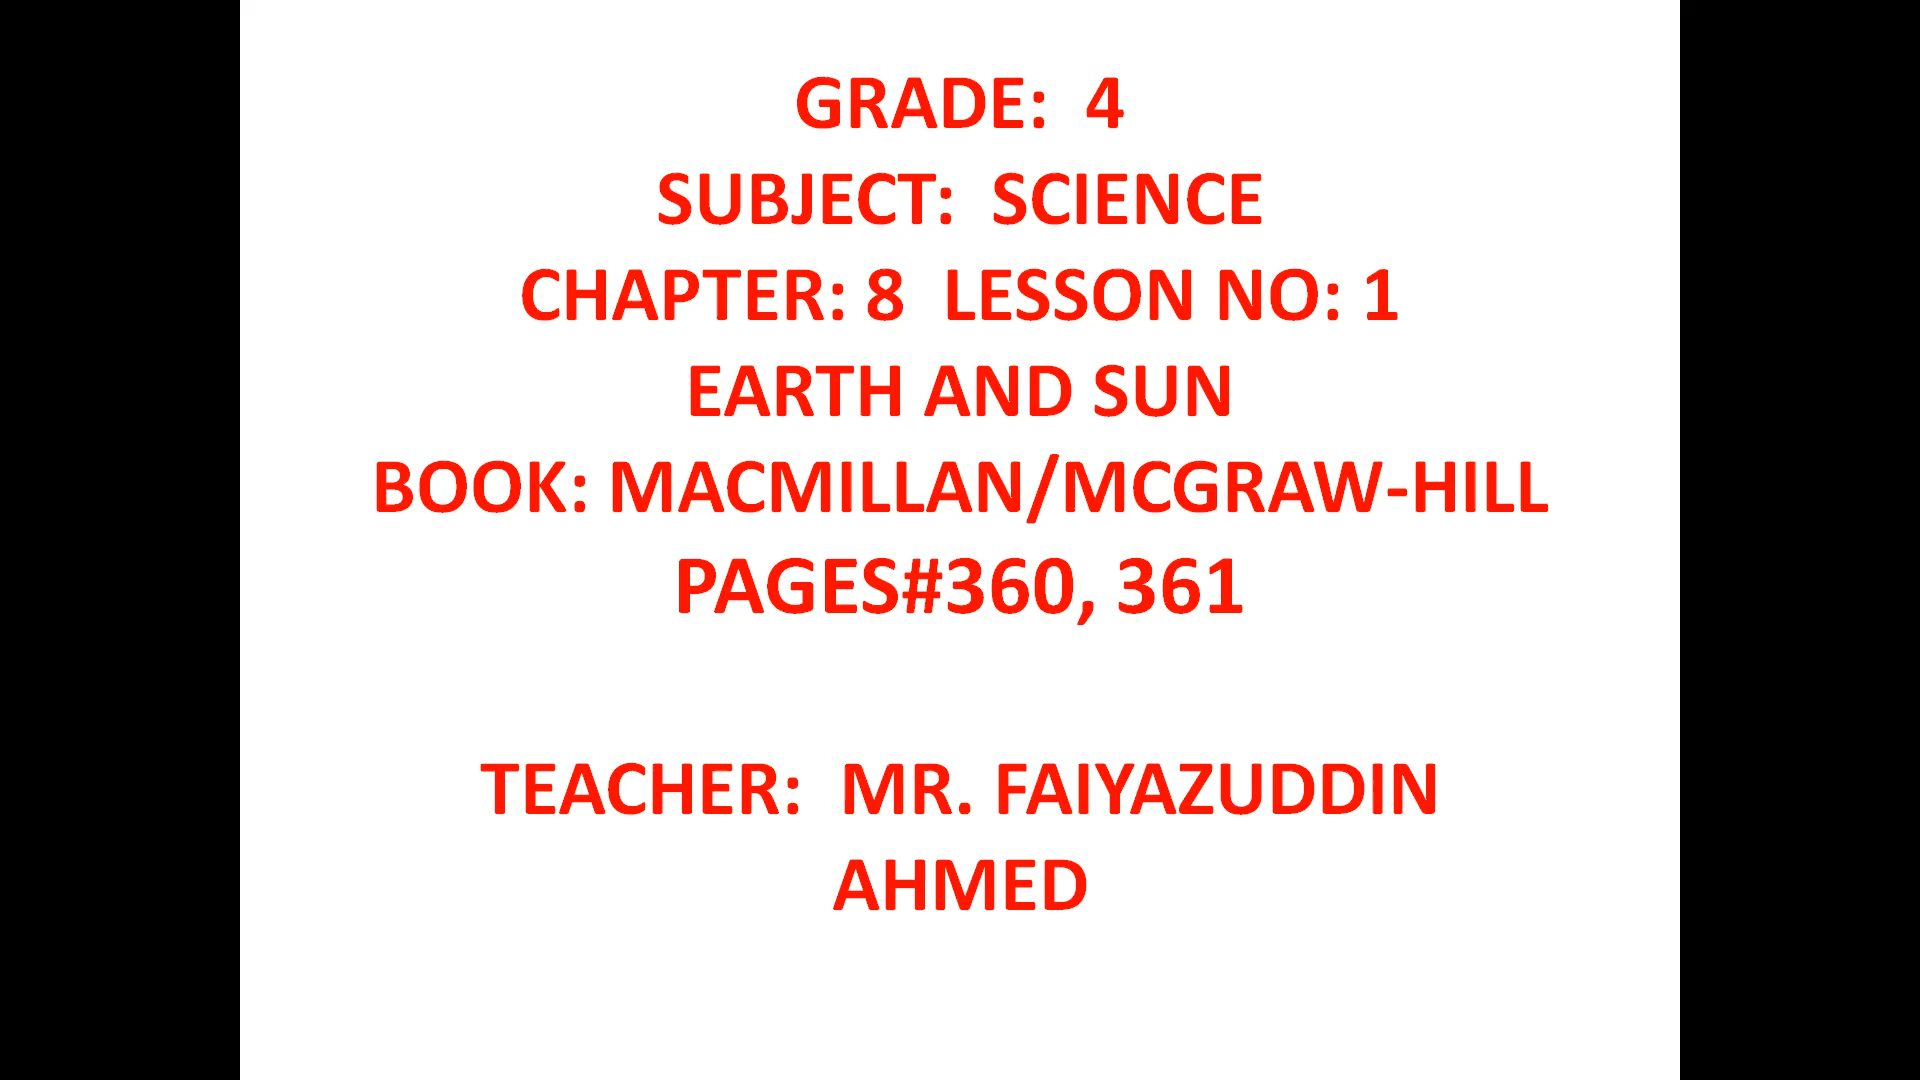 GRADE:  4
SUBJECT:  SCIENCE
CHAPTER: 8  LESSON NO: 1
EARTH AND SUN
BOOK: MACMILLAN/MCGRAW-HILL
PAGES#360, 361
TEACHER:  MR. FAIYAZUDDIN
AHMED